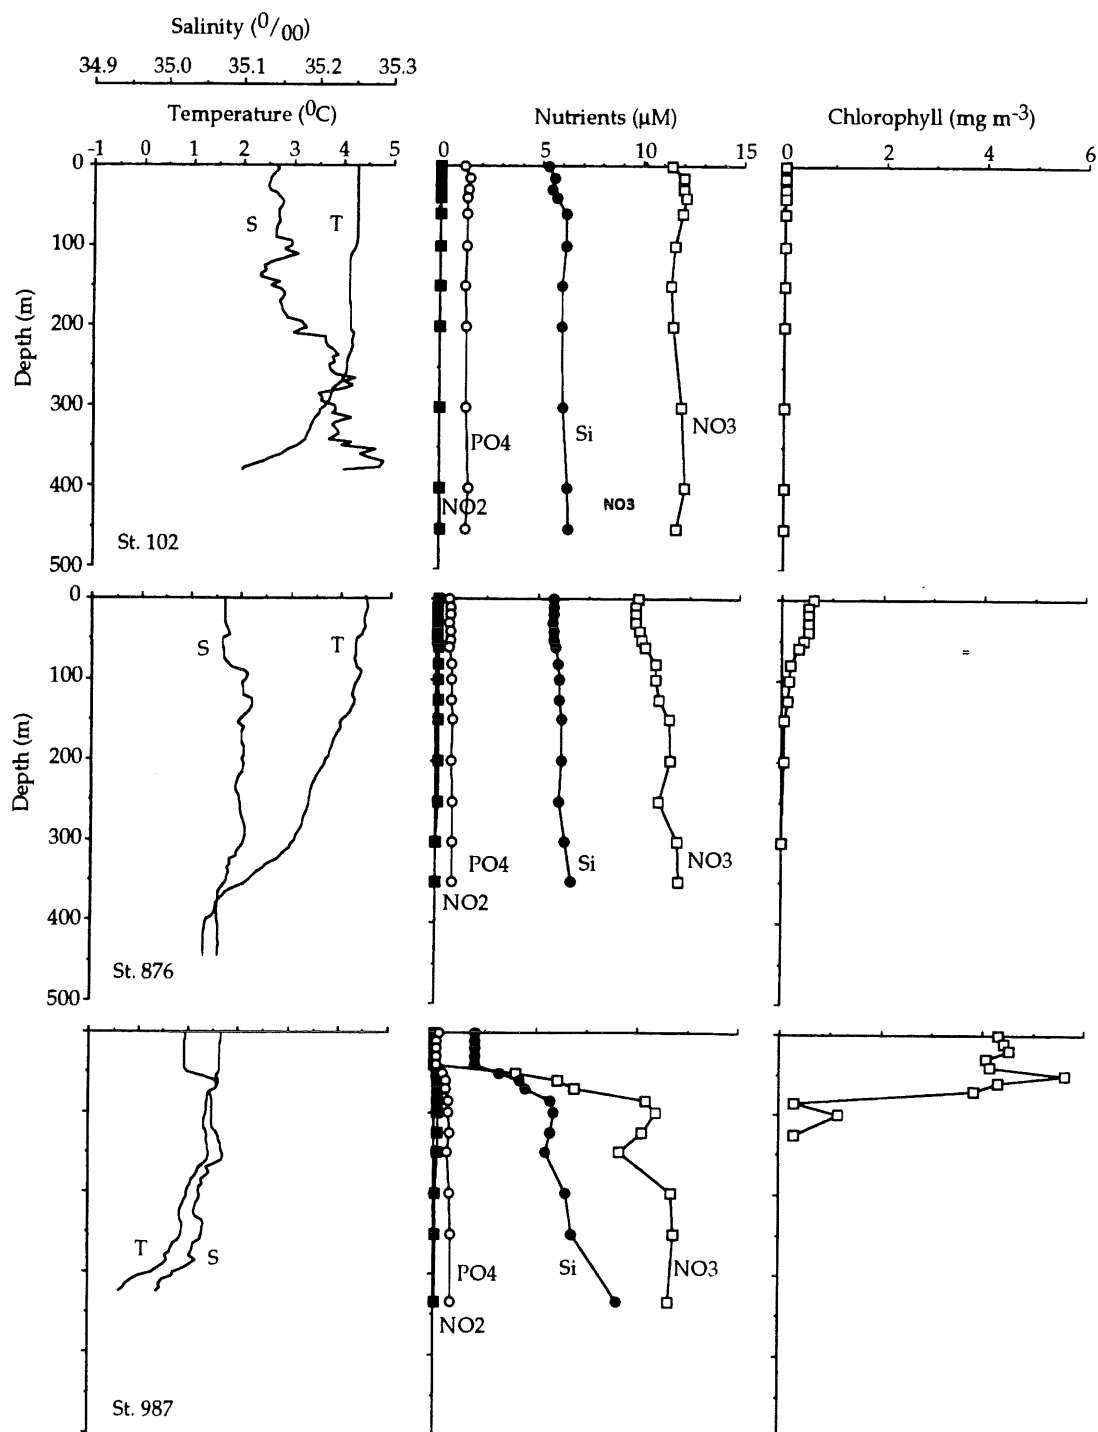 Salinity (0/00)
34.9 35.0 35.1 35.2 35.3
Temperature (0C) Nutrients (µM) Chlorophyll (mg m-3)
-1 0 1 2 3 4 5 0 5 10 15 0 2 4 6
0
S T
100
200
Depth (m)
300
NO3
Si
PO4
400
NO2 NO3
St. 102
500
0
S T
100
200
Depth (m)
300
PO4 Si NO3
NO2
400
St. 876
500
T S
PO4 Si NO3
NO2
St. 987